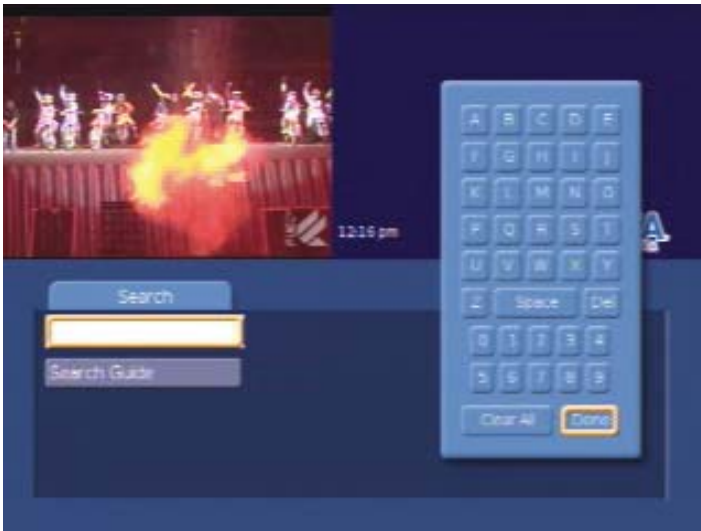 12:16 pm
Search
Search Guide
A B C D E
F G H I J
K L M N O
P Q R S T
U V W X Y
Z Space Del
0 1 2 3 4
5 6 7 8 9
Clear All Done